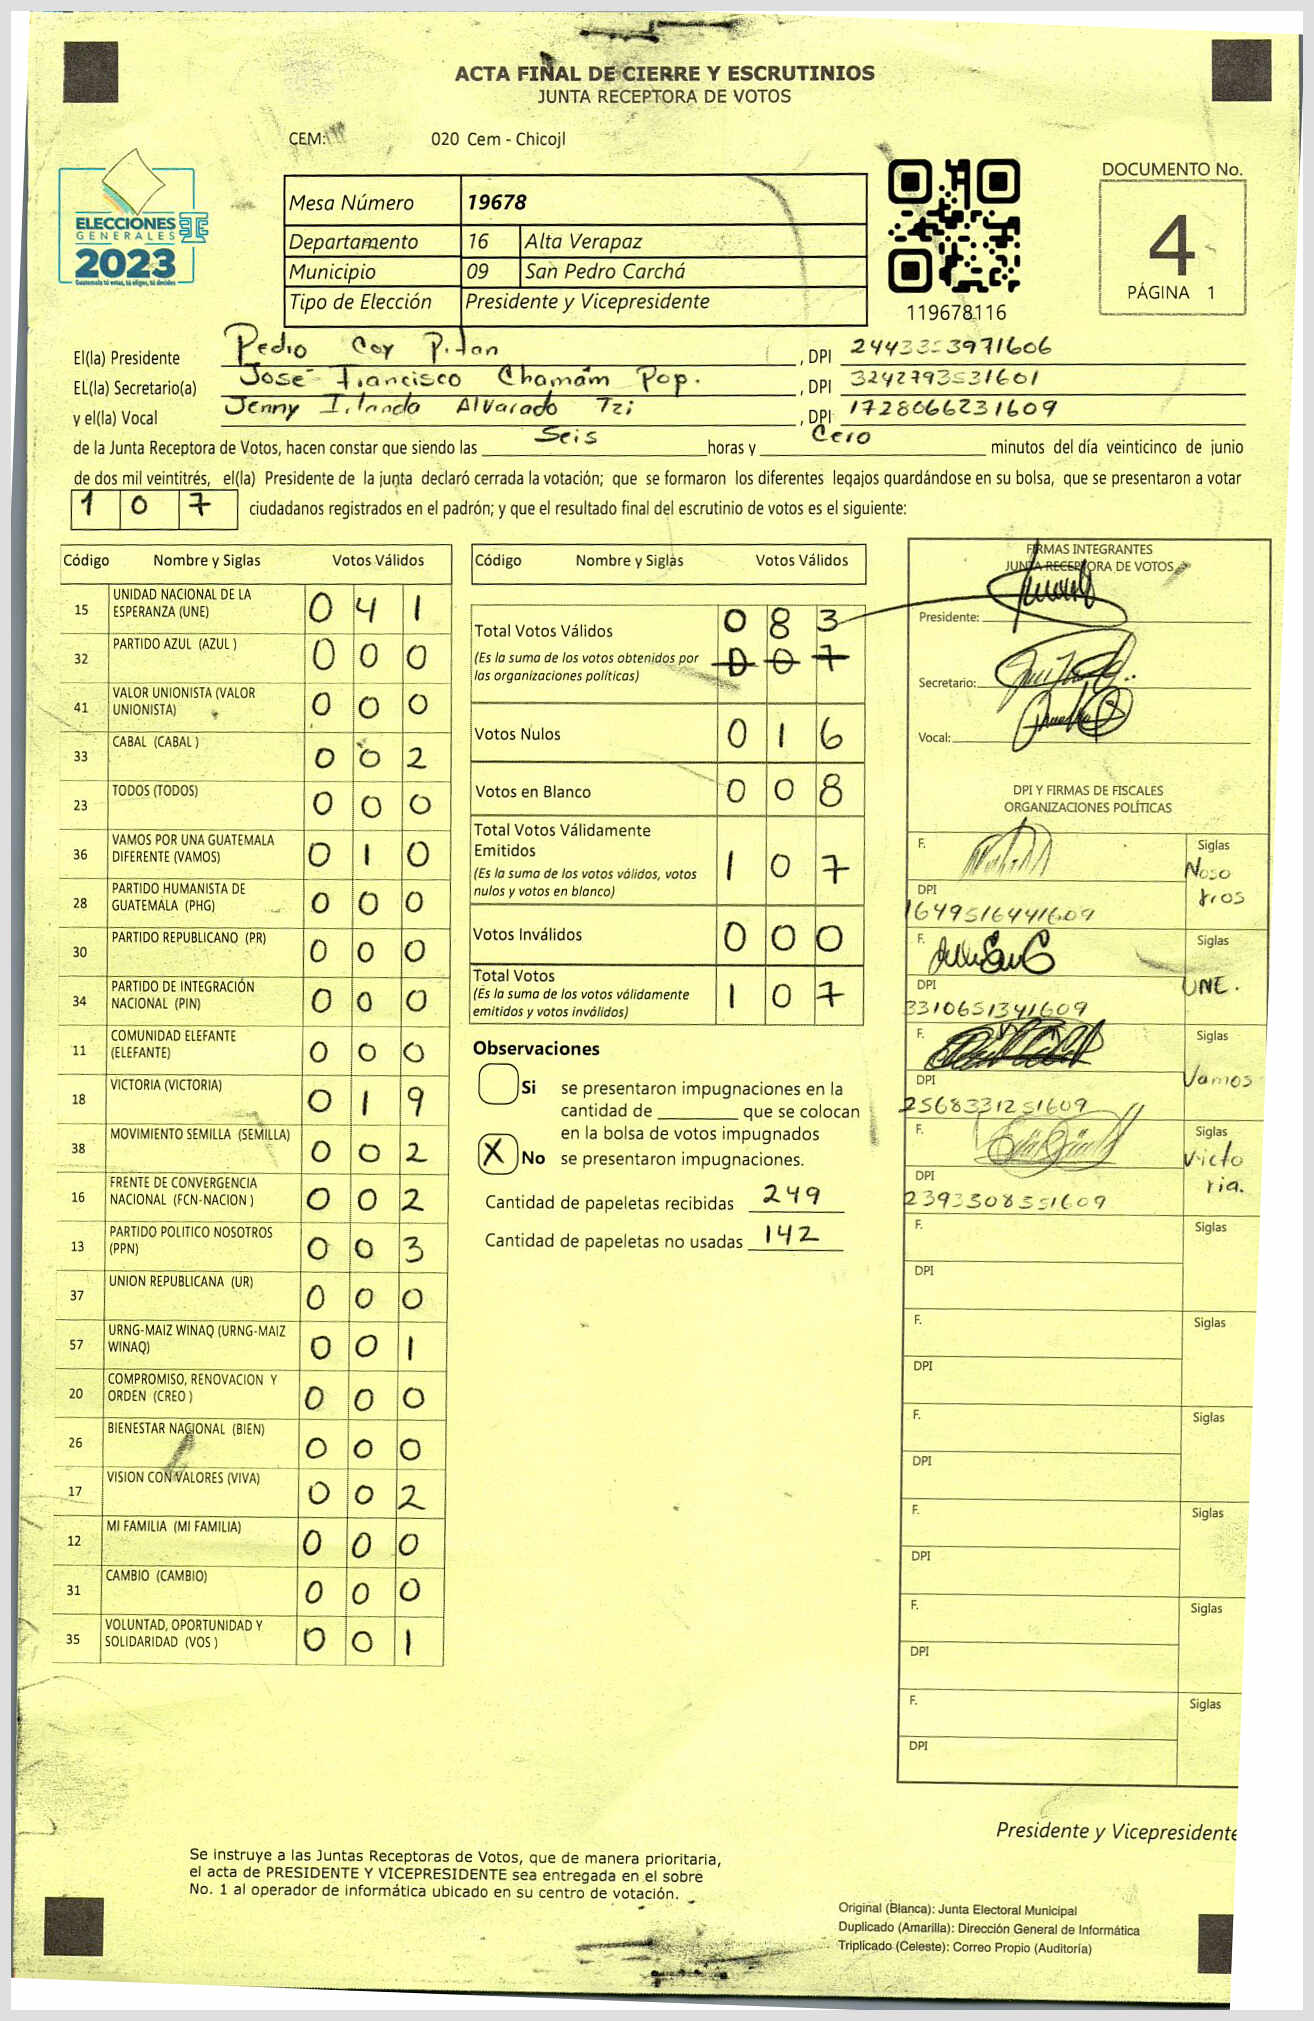 ACTA FINAL DE CIERRE Y ESCRUTINIOS
JUNTA RECEPTORA DE VOTOS
CEM: 020 Cem - Chicojl
ELECCIONES
GENERALES
2023
Guatemala tú votas, tú eliges, tú decides
Mesa Número 19678
Departamento 16 Alta Verapaz
Municipio 09 San Pedro Carchá
Tipo de Elección Presidente y Vicepresidente
119678116
DOCUMENTO No.
4
PÁGINA 1
El(la) Presidente Pedro Coy , DPI 2443353971606
EL(la) Secretario(a) José Francisco Chamám Pop. , DPI 3242793531601
y el(la) Vocal Jenny Alvarado Tzi , DPI 1728066231609
de la Junta Receptora de Votos, hacen constar que siendo las Seis horas y Cero minutos del día veinticinco de junio
de dos mil veintitrés, el(la) Presidente de la junta declaró cerrada la votación; que se formaron los diferentes legajos guardándose en su bolsa, que se presentaron a votar
107 ciudadanos registrados en el padrón; y que el resultado final del escrutinio de votos es el siguiente:
Código Nombre y Siglas Votos Válidos
15 UNIDAD NACIONAL DE LA
ESPERANZA (UNE) 0 4 1
32 PARTIDO AZUL (AZUL ) 0 0 0
41 VALOR UNIONISTA (VALOR
UNIONISTA) 0 0 0
33 CABAL (CABAL ) 0 0 2
23 TODOS (TODOS) 0 0 0
36 VAMOS POR UNA GUATEMALA
DIFERENTE (VAMOS) 0 1 0
28 PARTIDO HUMANISTA DE
GUATEMALA (PHG) 0 0 0
30 PARTIDO REPUBLICANO (PR) 0 0 0
34 PARTIDO DE INTEGRACIÓN
NACIONAL (PIN) 0 0 0
11 COMUNIDAD ELEFANTE
(ELEFANTE) 0 0 0
18 VICTORIA (VICTORIA) 0 1 9
38 MOVIMIENTO SEMILLA (SEMILLA) 0 0 2
16 FRENTE DE CONVERGENCIA
NACIONAL (FCN-NACION ) 0 0 2
13 PARTIDO POLITICO NOSOTROS
(PPN) 0 0 3
37 UNION REPUBLICANA (UR) 0 0 0
57 URNG-MAIZ WINAQ (URNG-MAIZ
WINAQ) 0 0 1
20 COMPROMISO, RENOVACION Y
ORDEN (CREO ) 0 0 0
26 BIENESTAR NACIONAL (BIEN) 0 0 0
17 VISION CON VALORES (VIVA) 0 0 2
12 MI FAMILIA (MI FAMILIA) 0 0 0
31 CAMBIO (CAMBIO) 0 0 0
35 VOLUNTAD, OPORTUNIDAD Y
SOLIDARIDAD (VOS ) 0 0 1
Código Nombre y Siglas Votos Válidos
Total Votos Válidos 0 8 3
(Es la suma de los votos obtenidos por
las organizaciones políticas) 0 0 7
Votos Nulos 0 1 6
Votos en Blanco 0 0 8
Total Votos Válidamente
Emitidos 1 0 7
(Es la suma de los votos válidos, votos
nulos y votos en blanco)
Votos Inválidos 0 0 0
Total Votos 1 0 7
(Es la suma de los votos válidamente
emitidos y votos inválidos)
Observaciones
Si se presentaron impugnaciones en la
cantidad de ________ que se colocan
en la bolsa de votos impugnados
X No se presentaron impugnaciones.
Cantidad de papeletas recibidas 249
Cantidad de papeletas no usadas 142
FIRMAS INTEGRANTES
JUNTA RECEPTORA DE VOTOS
Presidente:
Secretario:
Vocal:
DPI Y FIRMAS DE FISCALES
ORGANIZACIONES POLÍTICAS
F. Siglas
Noso
tros
DPI
1649516441609
F. Siglas
UNE.
DPI
3310651341609
F. Siglas
Vamos
DPI
2568331251609
F. Siglas
Victo
ria.
DPI
2393508551609
F. Siglas
DPI
F. Siglas
DPI
F. Siglas
DPI
F. Siglas
DPI
F. Siglas
DPI
F. Siglas
DPI
Presidente y Vicepresidente
Se instruye a las Juntas Receptoras de Votos, que de manera prioritaria,
el acta de PRESIDENTE Y VICEPRESIDENTE sea entregada en el sobre
No. 1 al operador de informática ubicado en su centro de votación.
Original (Blanca): Junta Electoral Municipal
Duplicado (Amarilla): Dirección General de Informática
Triplicado (Celeste): Correo Propio (Auditoría)